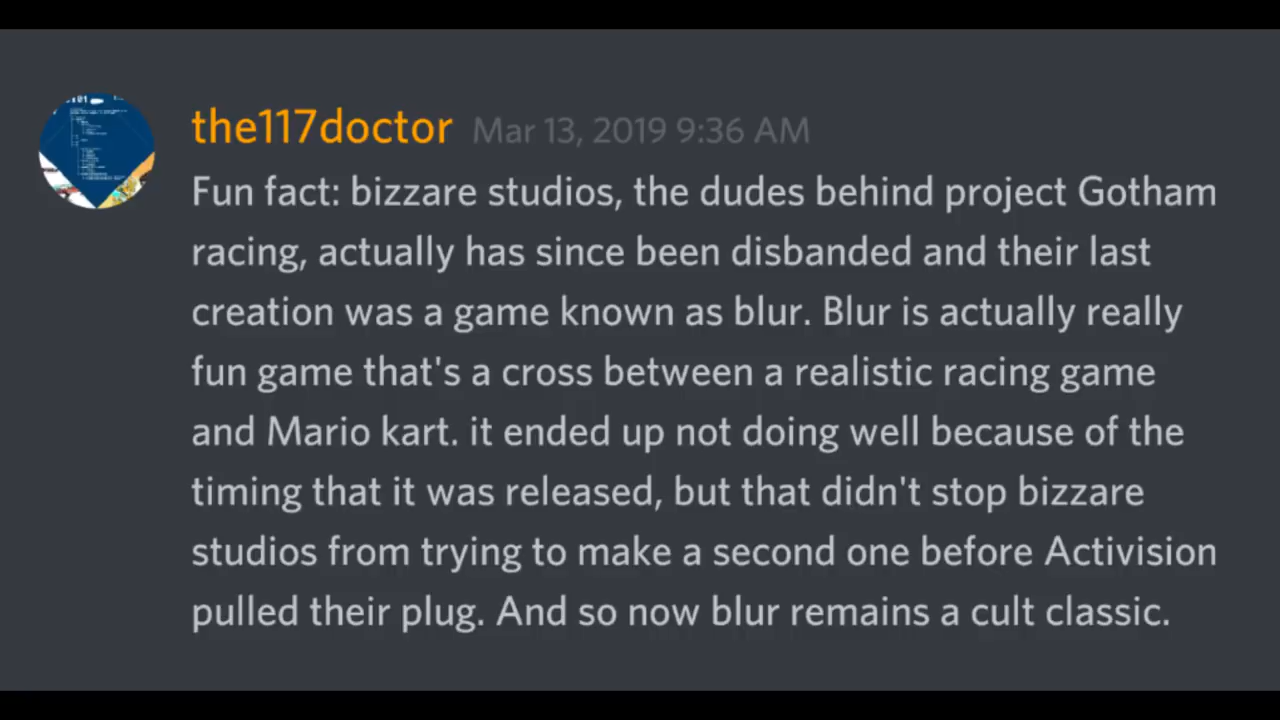 the117doctor Mar 13, 2019 9:36 AM
Fun fact: bizzare studios, the dudes behind project Gotham
racing, actually has since been disbanded and their last
creation was a game known as blur. Blur is actually really
fun game that's a cross between a realistic racing game
and Mario kart. it ended up not doing well because of the
timing that it was released, but that didn't stop bizzare
studios from trying to make a second one before Activision
pulled their plug. And so now blur remains a cult classic.